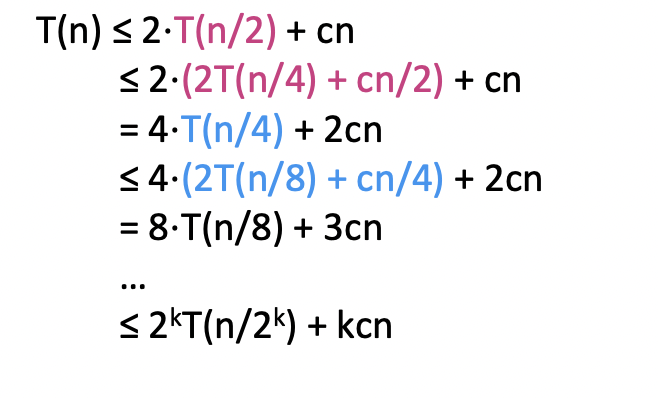 T(n) ≤ 2·T(n/2) + cn
≤ 2·(2T(n/4) + cn/2) + cn
= 4·T(n/4) + 2cn
≤ 4·(2T(n/8) + cn/4) + 2cn
= 8·T(n/8) + 3cn
...
≤ 2ᵏT(n/2ᵏ) + kcn